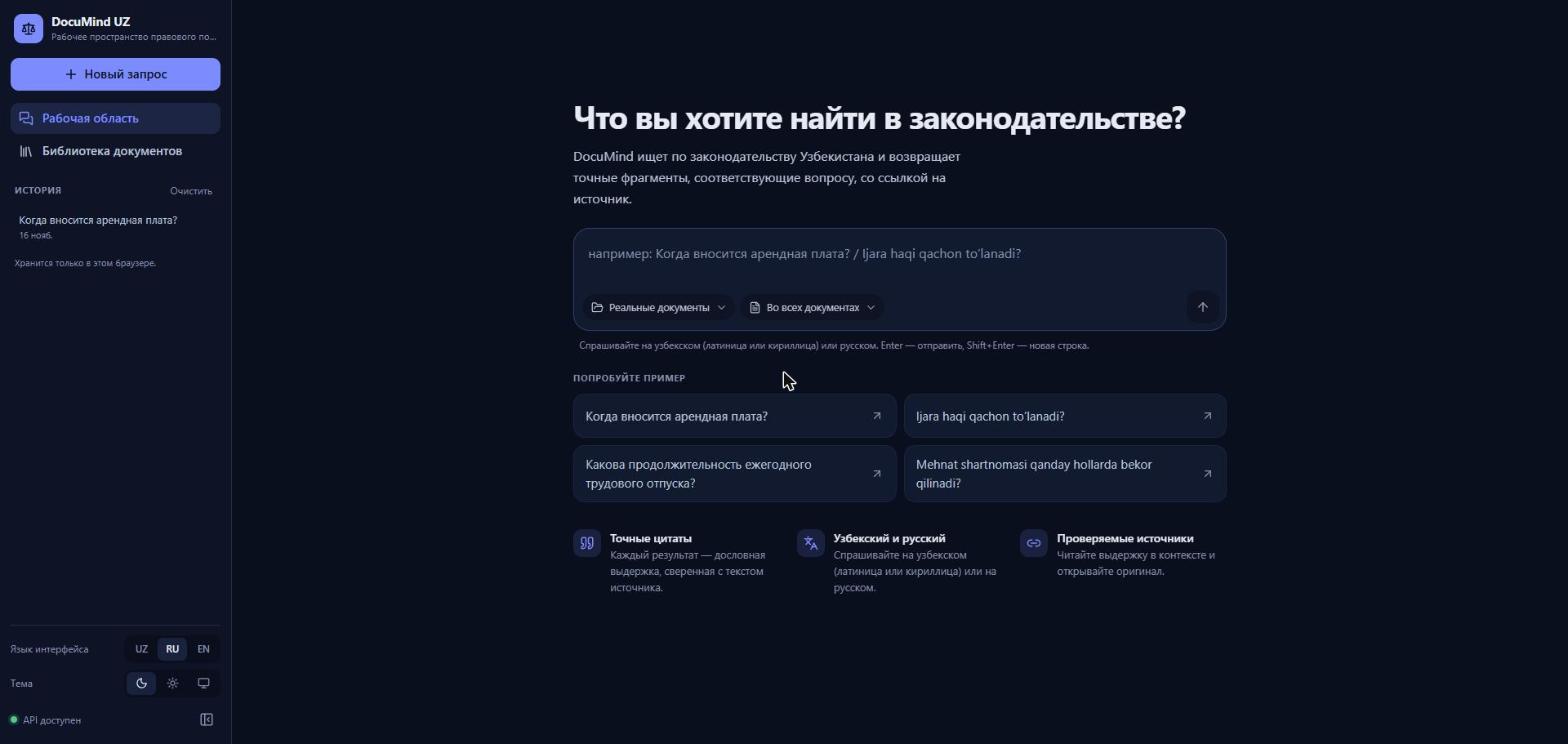 DocuMind UZ
Рабочее пространство правового по...
Новый запрос
Рабочая область
Библиотека документов
ИСТОРИЯ
Очистить
Когда вносится арендная плата?
16 нояб.
Хранится только в этом браузере.
Язык интерфейса
UZ RU EN
Тема
API доступен
Что вы хотите найти в законодательстве?
DocuMind ищет по законодательству Узбекистана и возвращает
точные фрагменты, соответствующие вопросу, со ссылкой на
источник.
например: Когда вносится арендная плата? / Ijara haqi qachon to‘lanadi?
Реальные документы
Во всех документах
Спрашивайте на узбекском (латиница или кириллица) или русском. Enter — отправить, Shift+Enter — новая строка.
ПОПРОБУЙТЕ ПРИМЕР
Когда вносится арендная плата?
Ijara haqi qachon to‘lanadi?
Какова продолжительность ежегодного
трудового отпуска?
Mehnat shartnomasi qanday hollarda bekor
qilinadi?
Точные цитаты
Каждый результат — дословная
выдержка, сверенная с текстом
источника.
Узбекский и русский
Спрашивайте на узбекском
(латиница или кириллица) или на
русском.
Проверяемые источники
Читайте выдержку в контексте и
открывайте оригинал.